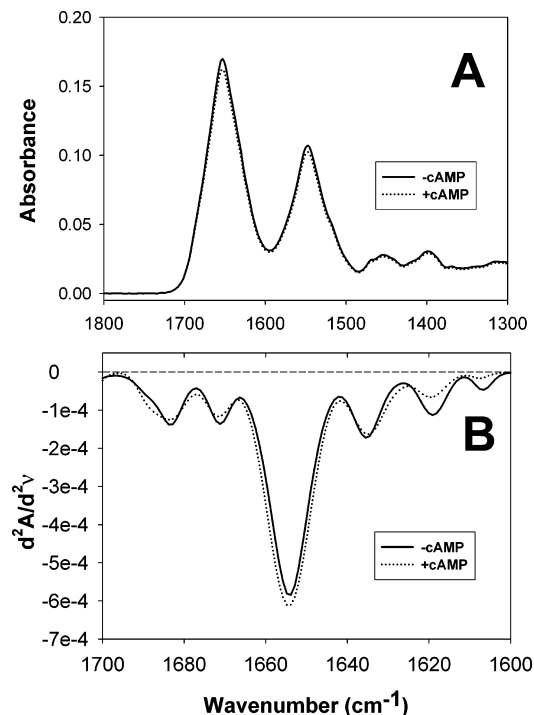 0.20
0.15
0.10
0.05
0.00
Absorbance
A
-cAMP
+cAMP
1800 1700 1600 1500 1400 1300
0
-1e-4
-2e-4
-3e-4
-4e-4
-5e-4
-6e-4
-7e-4
d²A/d²ν
B
-cAMP
+cAMP
1700 1680 1660 1640 1620 1600
Wavenumber (cm⁻¹)